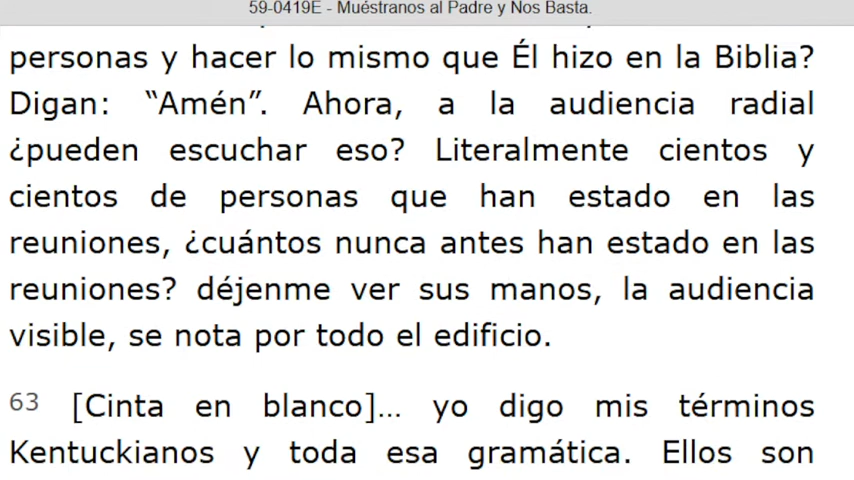 59-0419E - Muéstranos al Padre y Nos Basta.
personas y hacer lo mismo que Él hizo en la Biblia?
Digan: “Amén”. Ahora, a la audiencia radial
¿pueden escuchar eso? Literalmente cientos y
cientos de personas que han estado en las
reuniones, ¿cuántos nunca antes han estado en las
reuniones? déjenme ver sus manos, la audiencia
visible, se nota por todo el edificio.
63 [Cinta en blanco]... yo digo mis términos
Kentuckianos y toda esa gramática. Ellos son